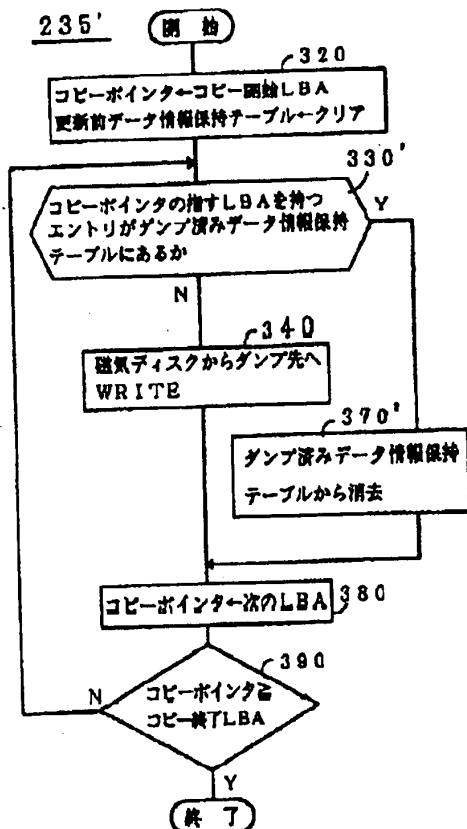 235'
開始
320
コピーポインタ←コピー開始LBA
更新前データ情報保持テーブル←クリア
330'
コピーポインタの指すLBAを持つ
エントリがダンプ済みデータ情報保持
テーブルにあるか
Y
N
340
磁気ディスクからダンプ先へ
WRITE
370'
ダンプ済みデータ情報保持
テーブルから消去
コピーポインタ←次のLBA
380
390
コピーポインタ≧
コピー終了LBA
N
Y
終了